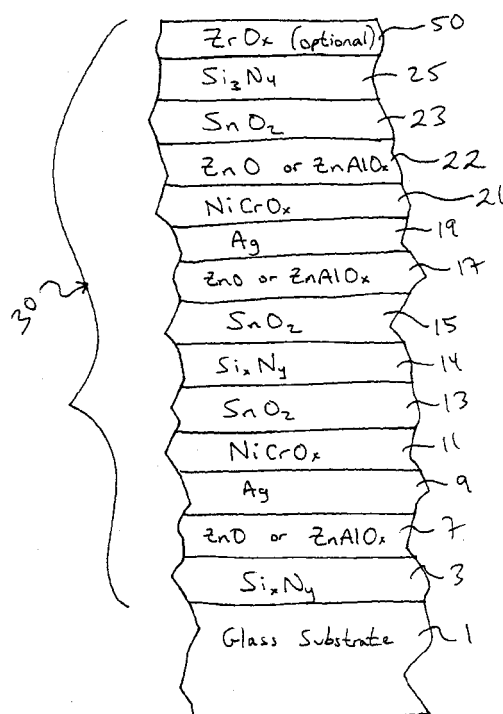 ZrOx (optional) 50
Si3N4 25
SnO2 23
ZnO or ZnAlOx 22
NiCrOx 21
Ag 19
ZnO or ZnAlOx 17
SnO2 15
SixNy 14
SnO2 13
NiCrOx 11
Ag 9
ZnO or ZnAlOx 7
SixNy 3
Glass Substrate 1
30